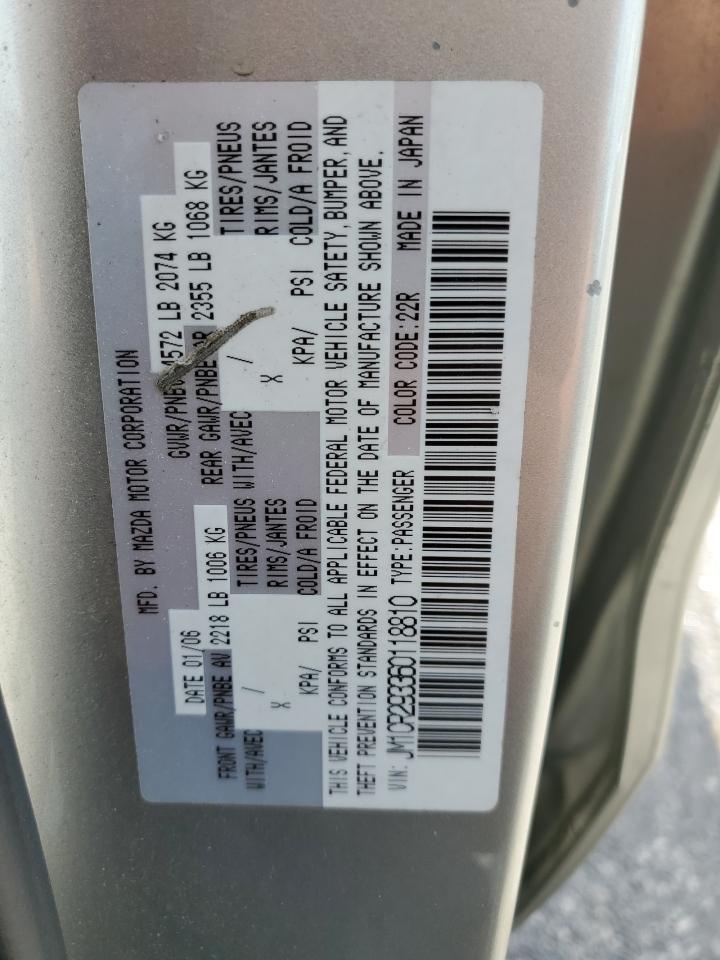 MFD. BY MAZDA MOTOR CORPORATION
DATE 01/06
GVWR/PNBV 4572 LB 2074 KG
FRONT GAWR/PNBE AV 2218 LB 1006 KG
REAR GAWR/PNBE 2355 LB 1068 KG
WITH/AVEC / TIRES/PNEUS WITH/AVEC / TIRES/PNEUS
X RIMS/JANTES X RIMS/JANTES
KPA/ PSI COLD/A FROID KPA/ PSI COLD/A FROID
THIS VEHICLE CONFORMS TO ALL APPLICABLE FEDERAL MOTOR VEHICLE SATETY, BUMPER, AND
THEFT PREVENTION STANDARDS IN EFFECT ON THE DATE OF MANUFACTURE SHOWN ABOVE.
VIN: JM1CR293360118810 TYPE:PASSENGER COLOR CODE:22R MADE IN JAPAN